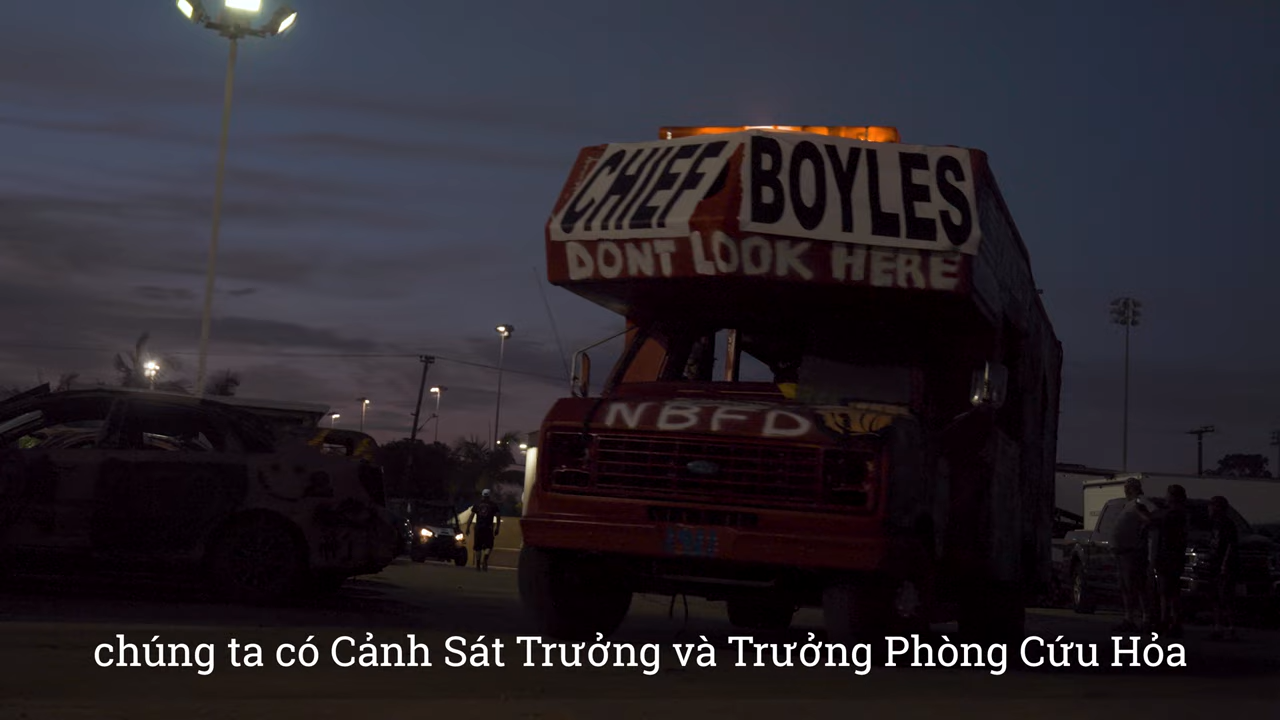 CHIEF BOYLES
DONT LOOK HERE
NBFD
chúng ta có Cảnh Sát Trưởng và Trưởng Phòng Cứu Hỏa